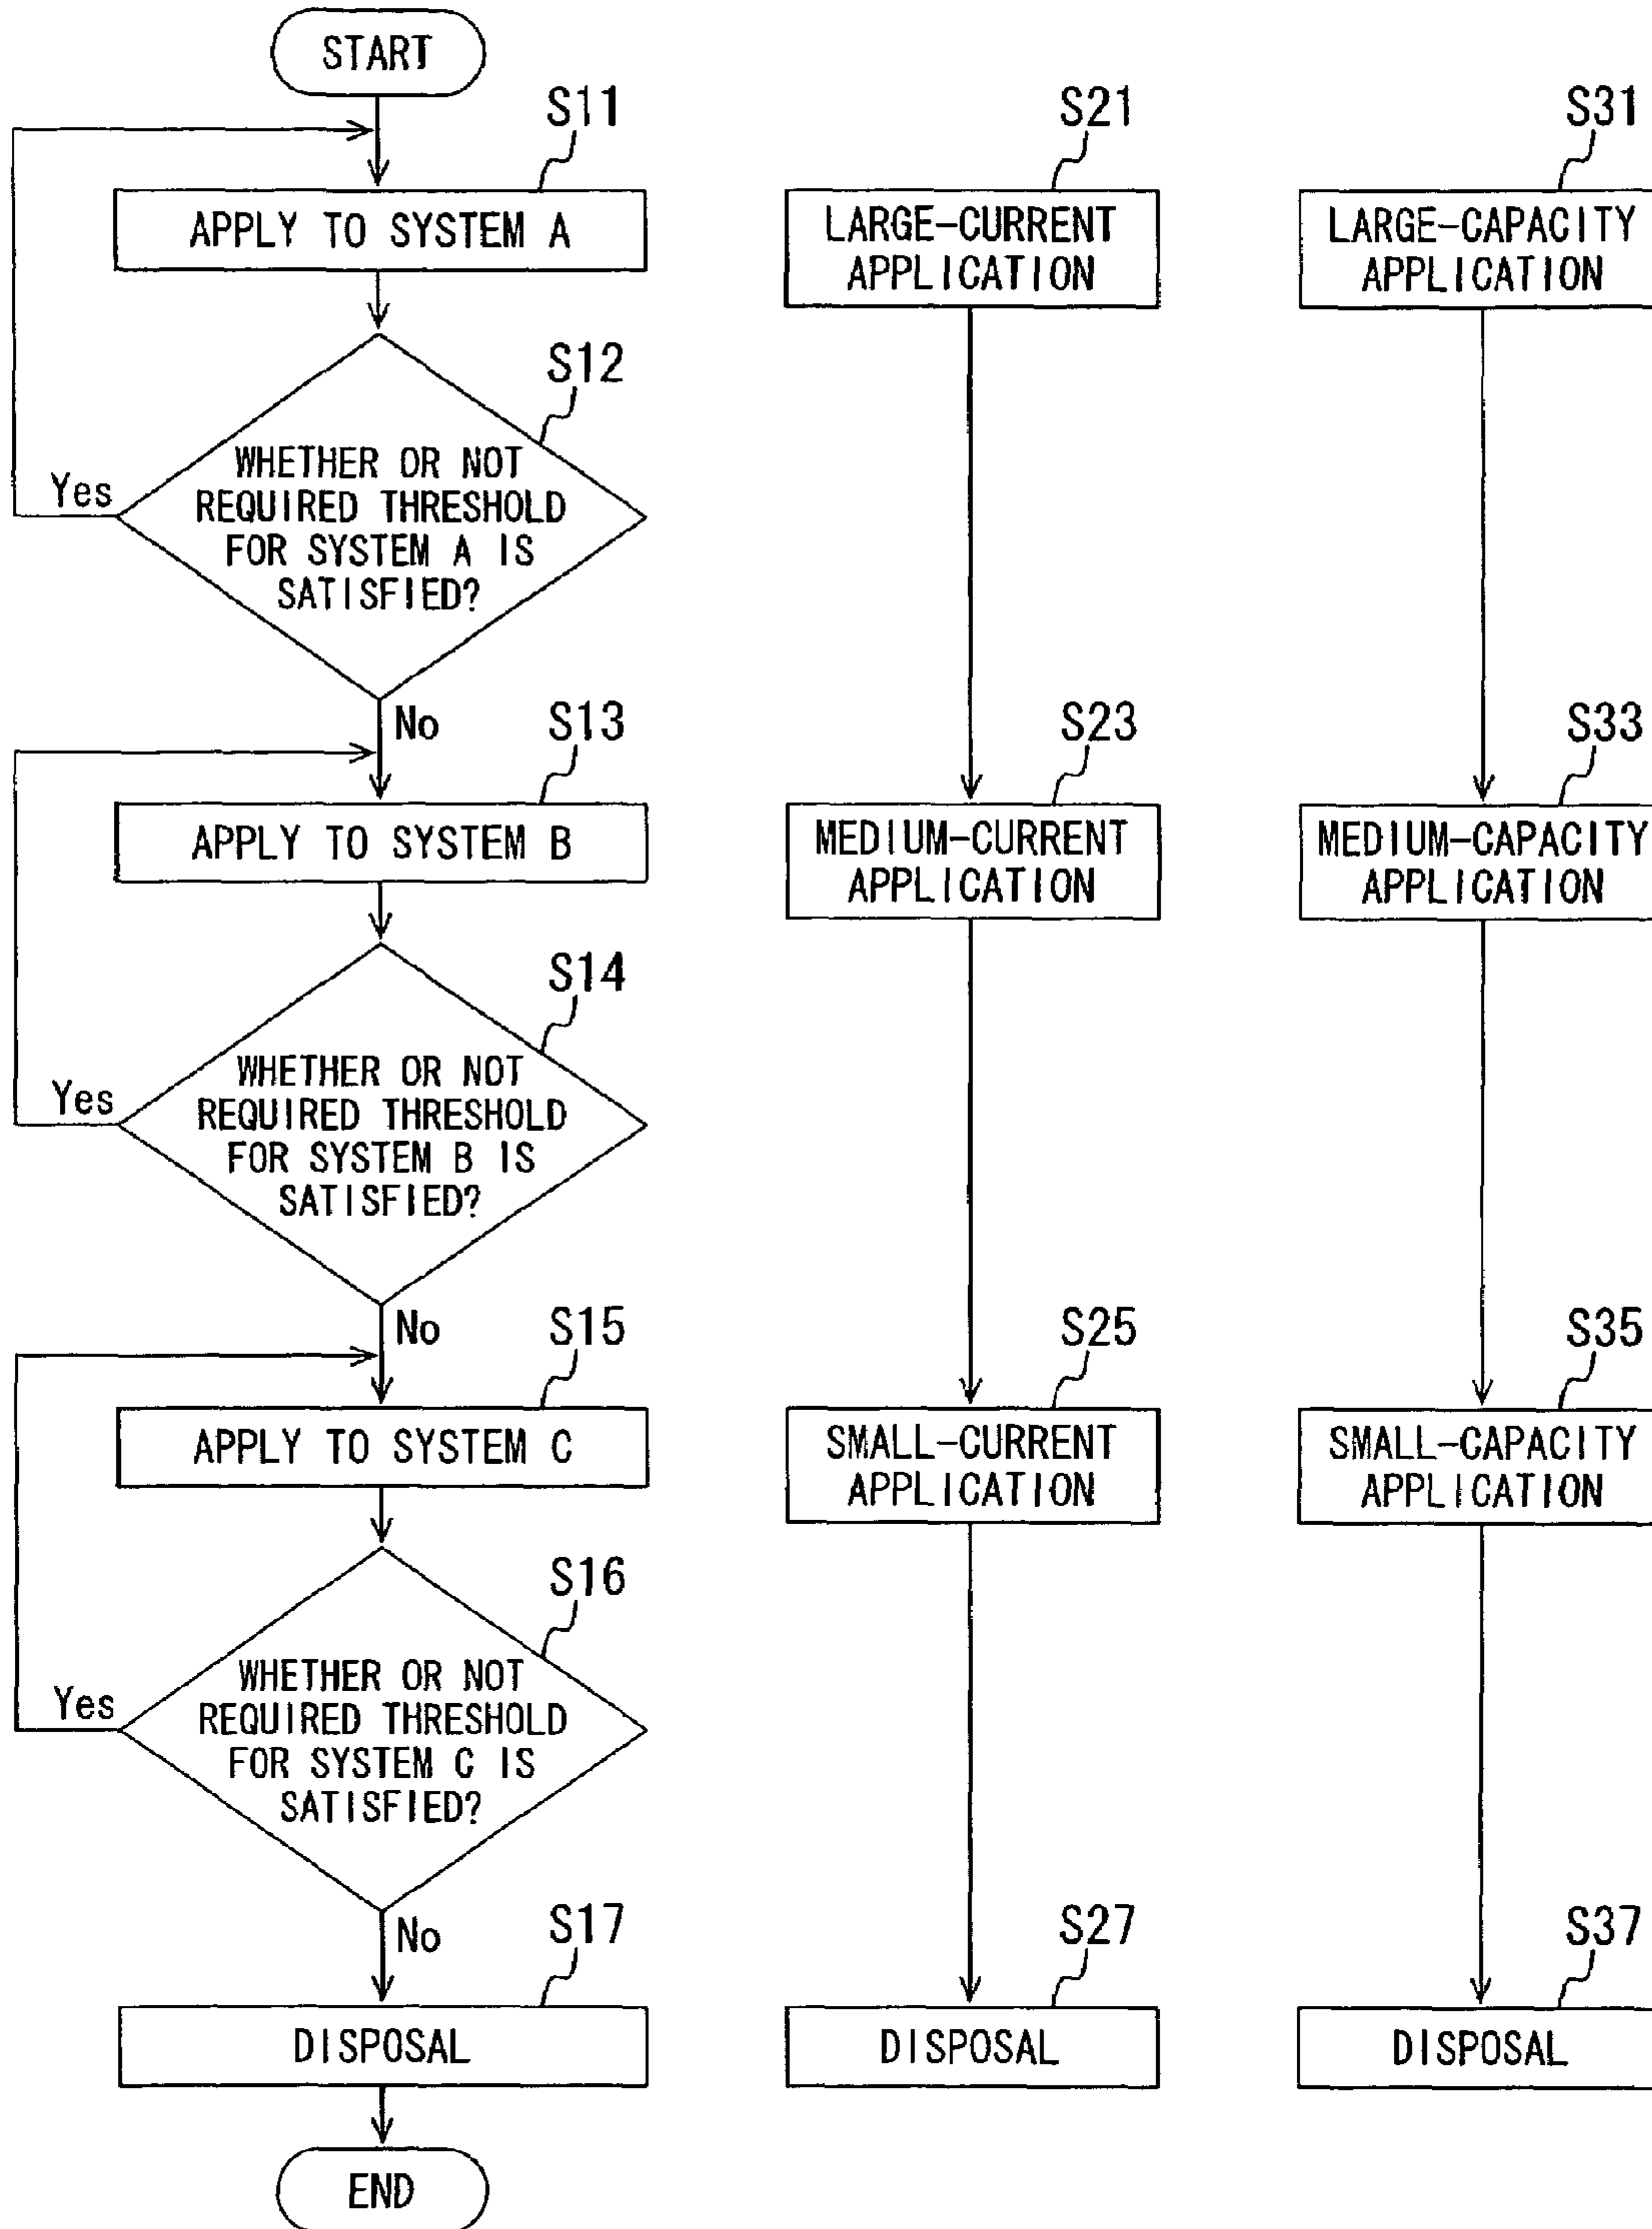 START
S11
APPLY TO SYSTEM A
S12
WHETHER OR NOT
REQUIRED THRESHOLD
FOR SYSTEM A IS
SATISFIED?
Yes
No
S13
APPLY TO SYSTEM B
S14
WHETHER OR NOT
REQUIRED THRESHOLD
FOR SYSTEM B IS
SATISFIED?
Yes
No
S15
APPLY TO SYSTEM C
S16
WHETHER OR NOT
REQUIRED THRESHOLD
FOR SYSTEM C IS
SATISFIED?
Yes
No
S17
DISPOSAL
END
S21
LARGE-CURRENT
APPLICATION
S23
MEDIUM-CURRENT
APPLICATION
S25
SMALL-CURRENT
APPLICATION
S27
DISPOSAL
S31
LARGE-CAPACITY
APPLICATION
S33
MEDIUM-CAPACITY
APPLICATION
S35
SMALL-CAPACITY
APPLICATION
S37
DISPOSAL